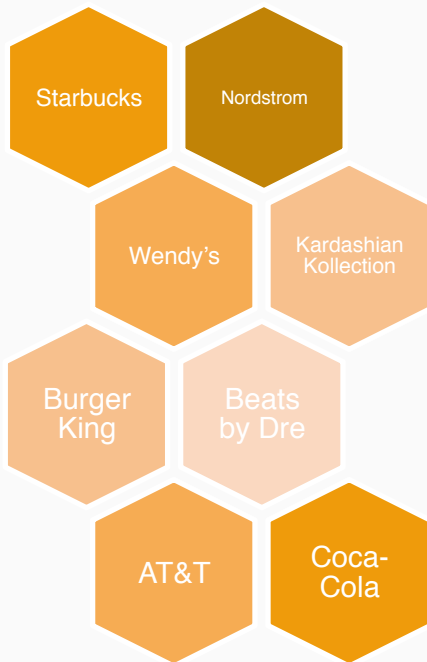 Starbucks
Nordstrom
Wendy’s
Kardashian
Kollection
Burger
King
Beats
by Dre
AT&T
Coca-
Cola